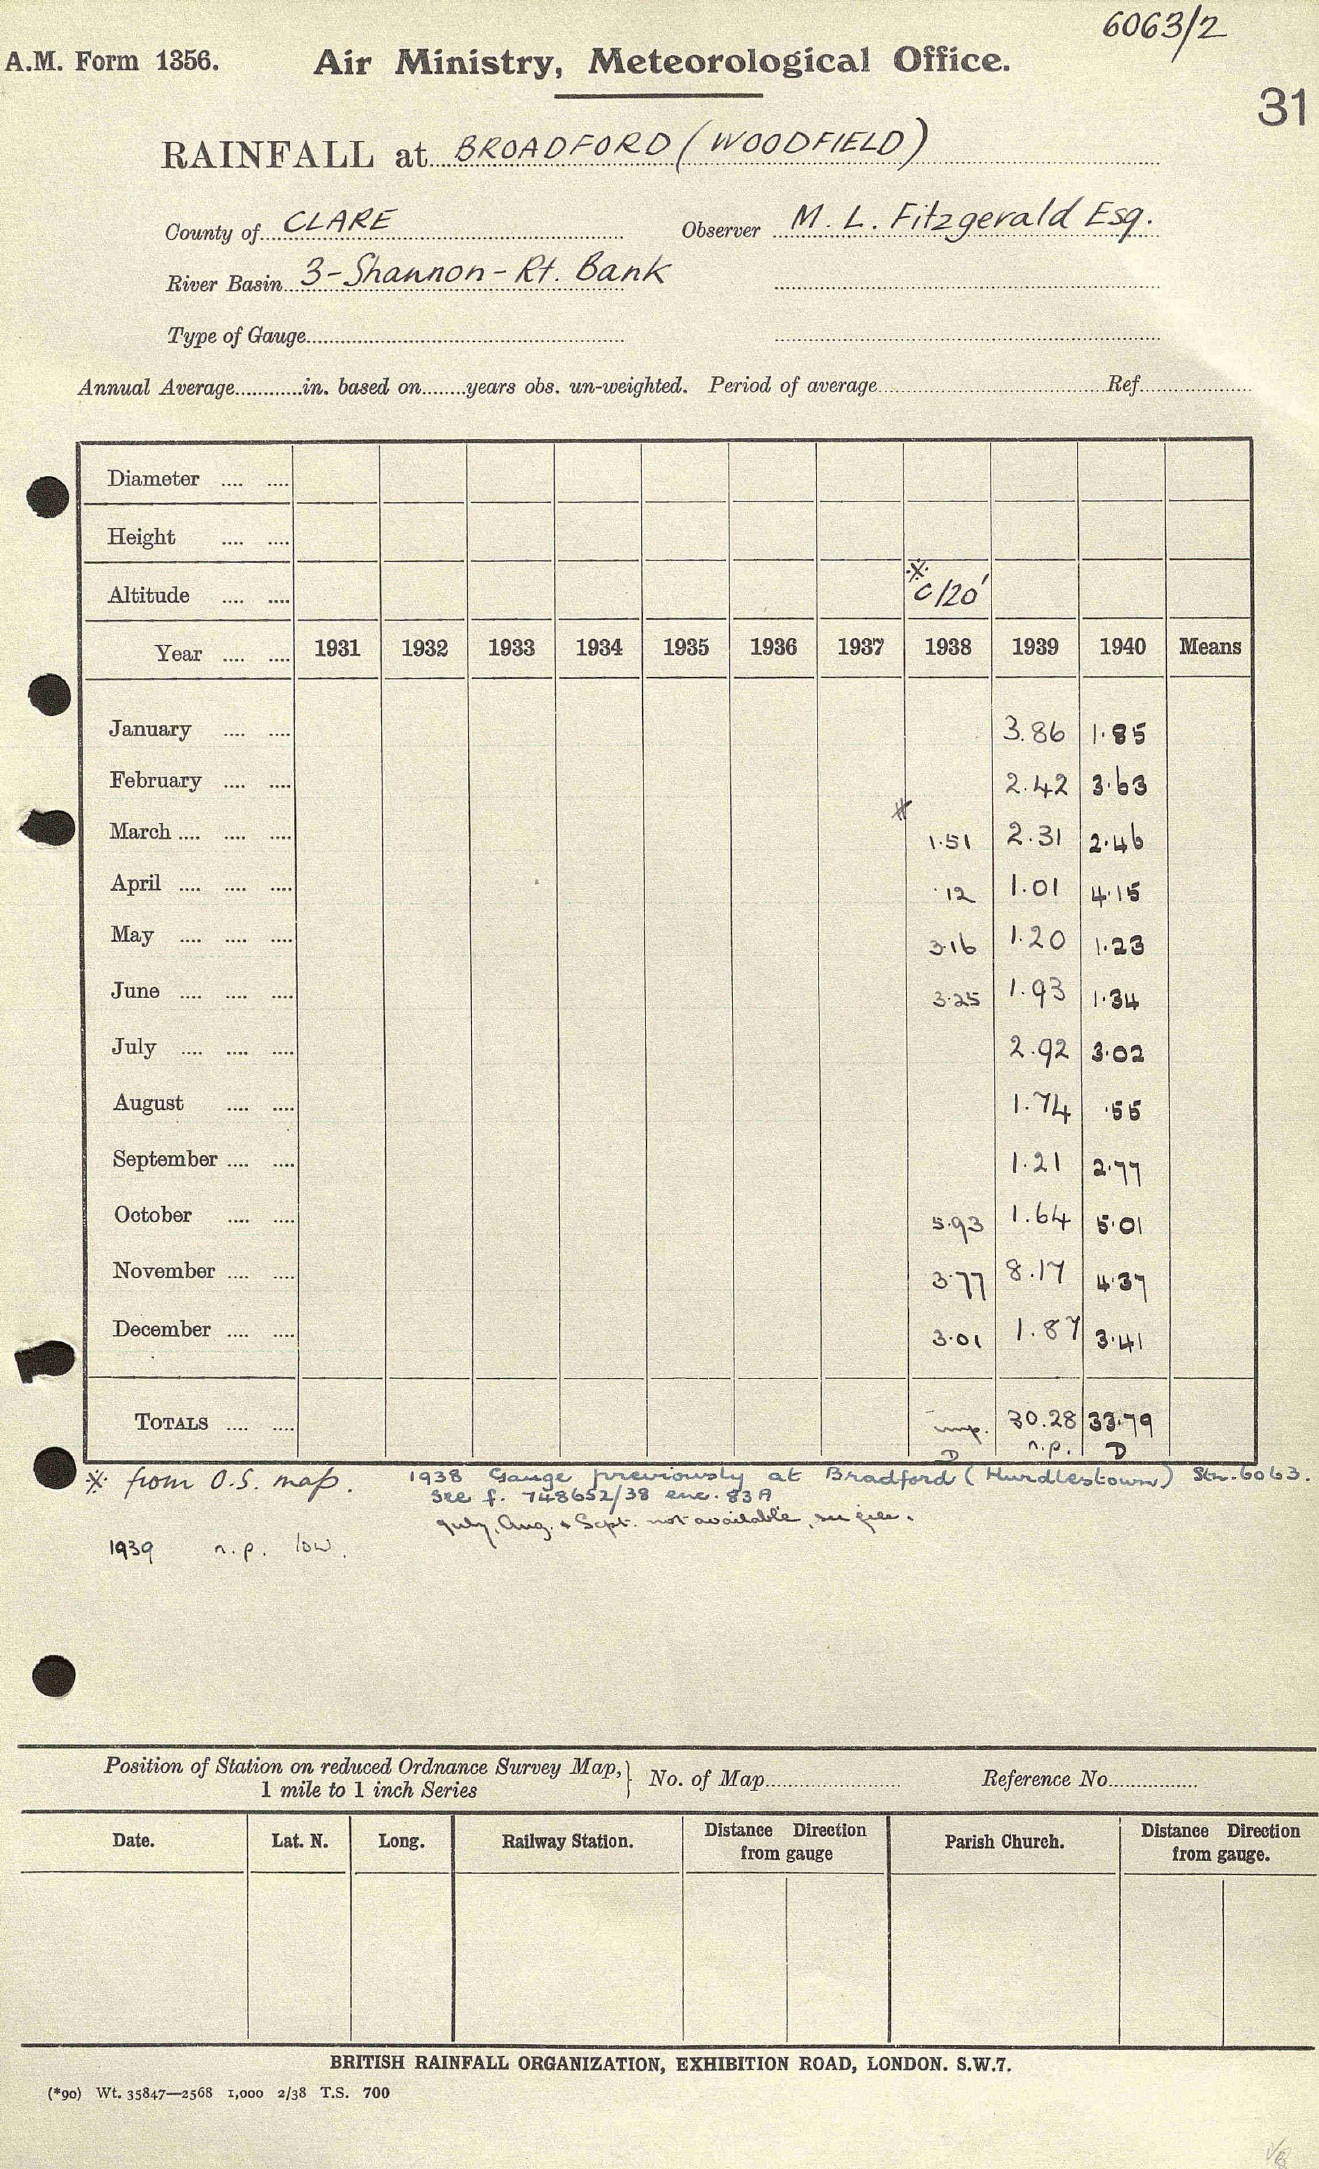 6063/2
A.M. Form 1356. Air Ministry, Meteorological Office.
31
RAINFALL at BROADFORD (WOODFIELD)
County of CLARE Observer M. L. Fitzgerald Esq.
River Basin 3-Shannon-Rt. Bank
Type of Gauge
Annual Average............in. based on........years obs. un-weighted. Period of average Ref
Diameter .... ....
Height .... ....
Altitude .... .... ※ c/120'
Year .... .... 1931 1932 1933 1934 1935 1936 1937 1938 1939 1940 Means
January .... .... 3.86 1.85
February .... .... 2.42 3.63
March .... .... .... * 1.51 2.31 2.46
April .... .... .... .12 1.01 4.15
May .... .... .... 3.16 1.20 1.23
June .... .... .... 3.25 1.93 1.34
July .... .... .... 2.92 3.02
August .... .... 1.74 .55
September .... .... 1.21 2.77
October .... .... 5.93 1.64 5.01
November .... .... 3.77 8.17 4.37
December .... .... 3.01 1.87 3.41
TOTALS .... .... imp. 30.28 33.79
D n.p. D
※ from O.S. map. 1938 Gauge previously at Bradford (Hurdlestown) Stn. 6063.
See f. 748652/38 enc. 83A
July, Aug. & Sept. not available, see file.
1939 n.p. low.
Position of Station on reduced Ordnance Survey Map,} No. of Map Reference No.
1 mile to 1 inch Series
Date. Lat. N. Long. Railway Station. Distance Direction from gauge Parish Church. Distance Direction from gauge.
BRITISH RAINFALL ORGANIZATION, EXHIBITION ROAD, LONDON. S.W.7.
(*90) Wt. 35847—2568 1,000 2/38 T.S. 700